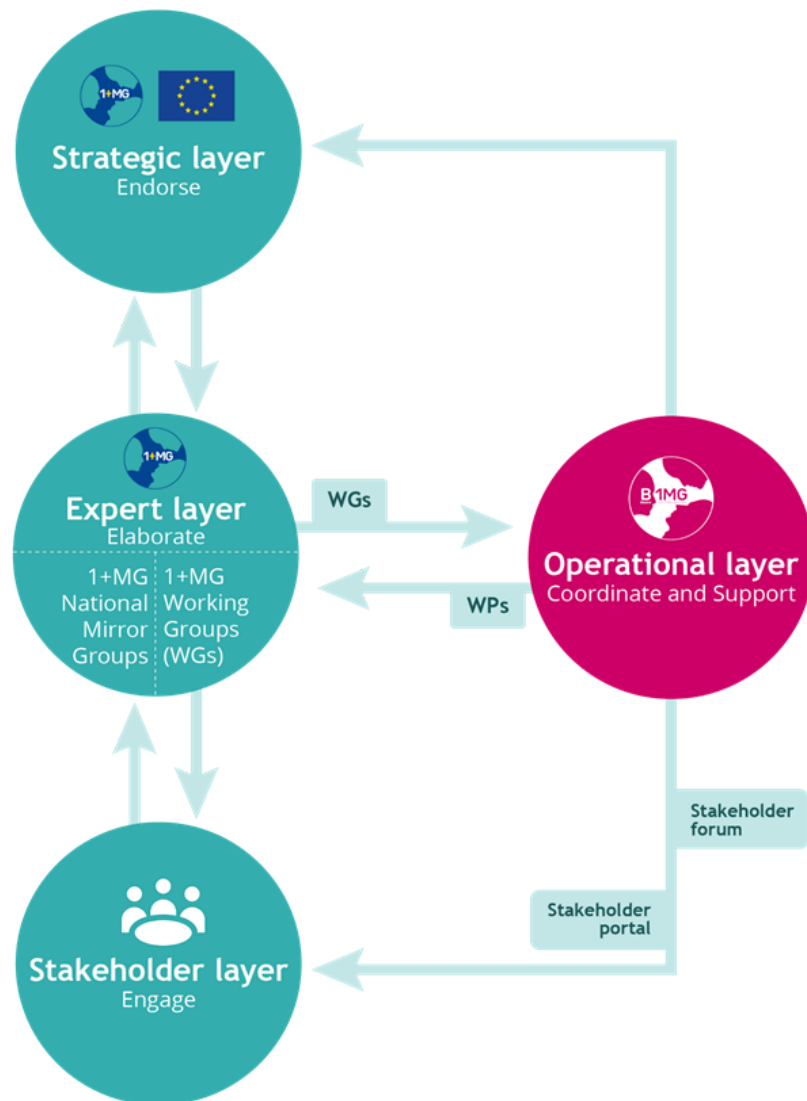 1+MG
Strategic layer
Endorse
1+MG
Expert layer
Elaborate
1+MG
National
Mirror
Groups
1+MG
Working
Groups
(WGs)
WGs
WPs
B1MG
Operational layer
Coordinate and Support
Stakeholder
forum
Stakeholder
portal
Stakeholder layer
Engage